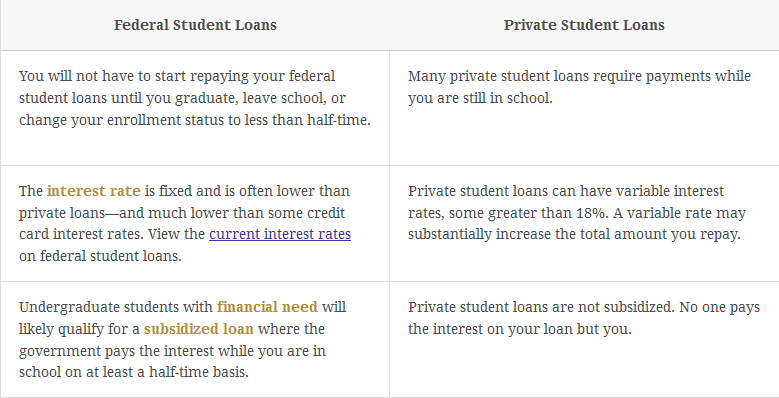 Federal Student Loans
Private Student Loans
You will not have to start repaying your federal
student loans until you graduate, leave school, or
change your enrollment status to less than half-time.
Many private student loans require payments while
you are still in school.
The interest rate is fixed and is often lower than
private loans—and much lower than some credit
card interest rates. View the current interest rates
on federal student loans.
Private student loans can have variable interest
rates, some greater than 18%. A variable rate may
substantially increase the total amount you repay.
Undergraduate students with financial need will
likely qualify for a subsidized loan where the
government pays the interest while you are in
school on at least a half-time basis.
Private student loans are not subsidized. No one pays
the interest on your loan but you.